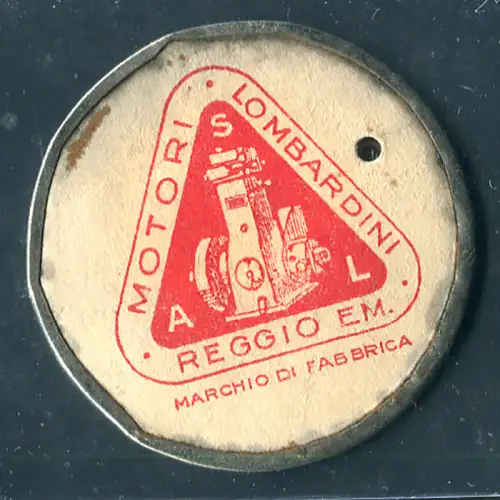 MOTORI
LOMBARDINI
REGGIO EM.
S
A
L
MARCHIO DI FABBRICA